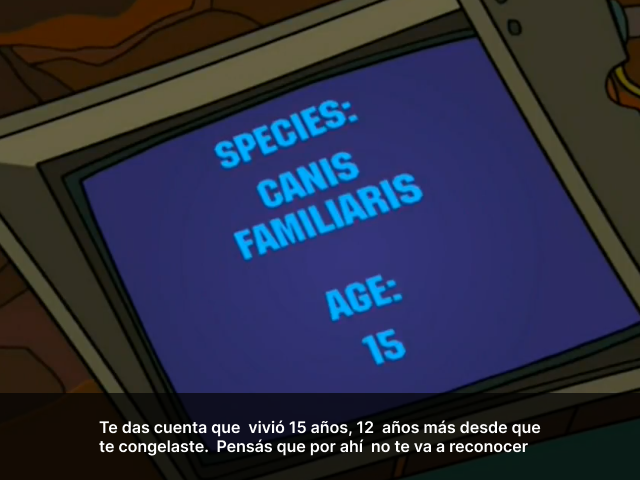 SPECIES:
CANIS
FAMILIARIS
AGE:
15
Te das cuenta que vivió 15 años, 12 años más desde que
te congelaste. Pensás que por ahí no te va a reconocer